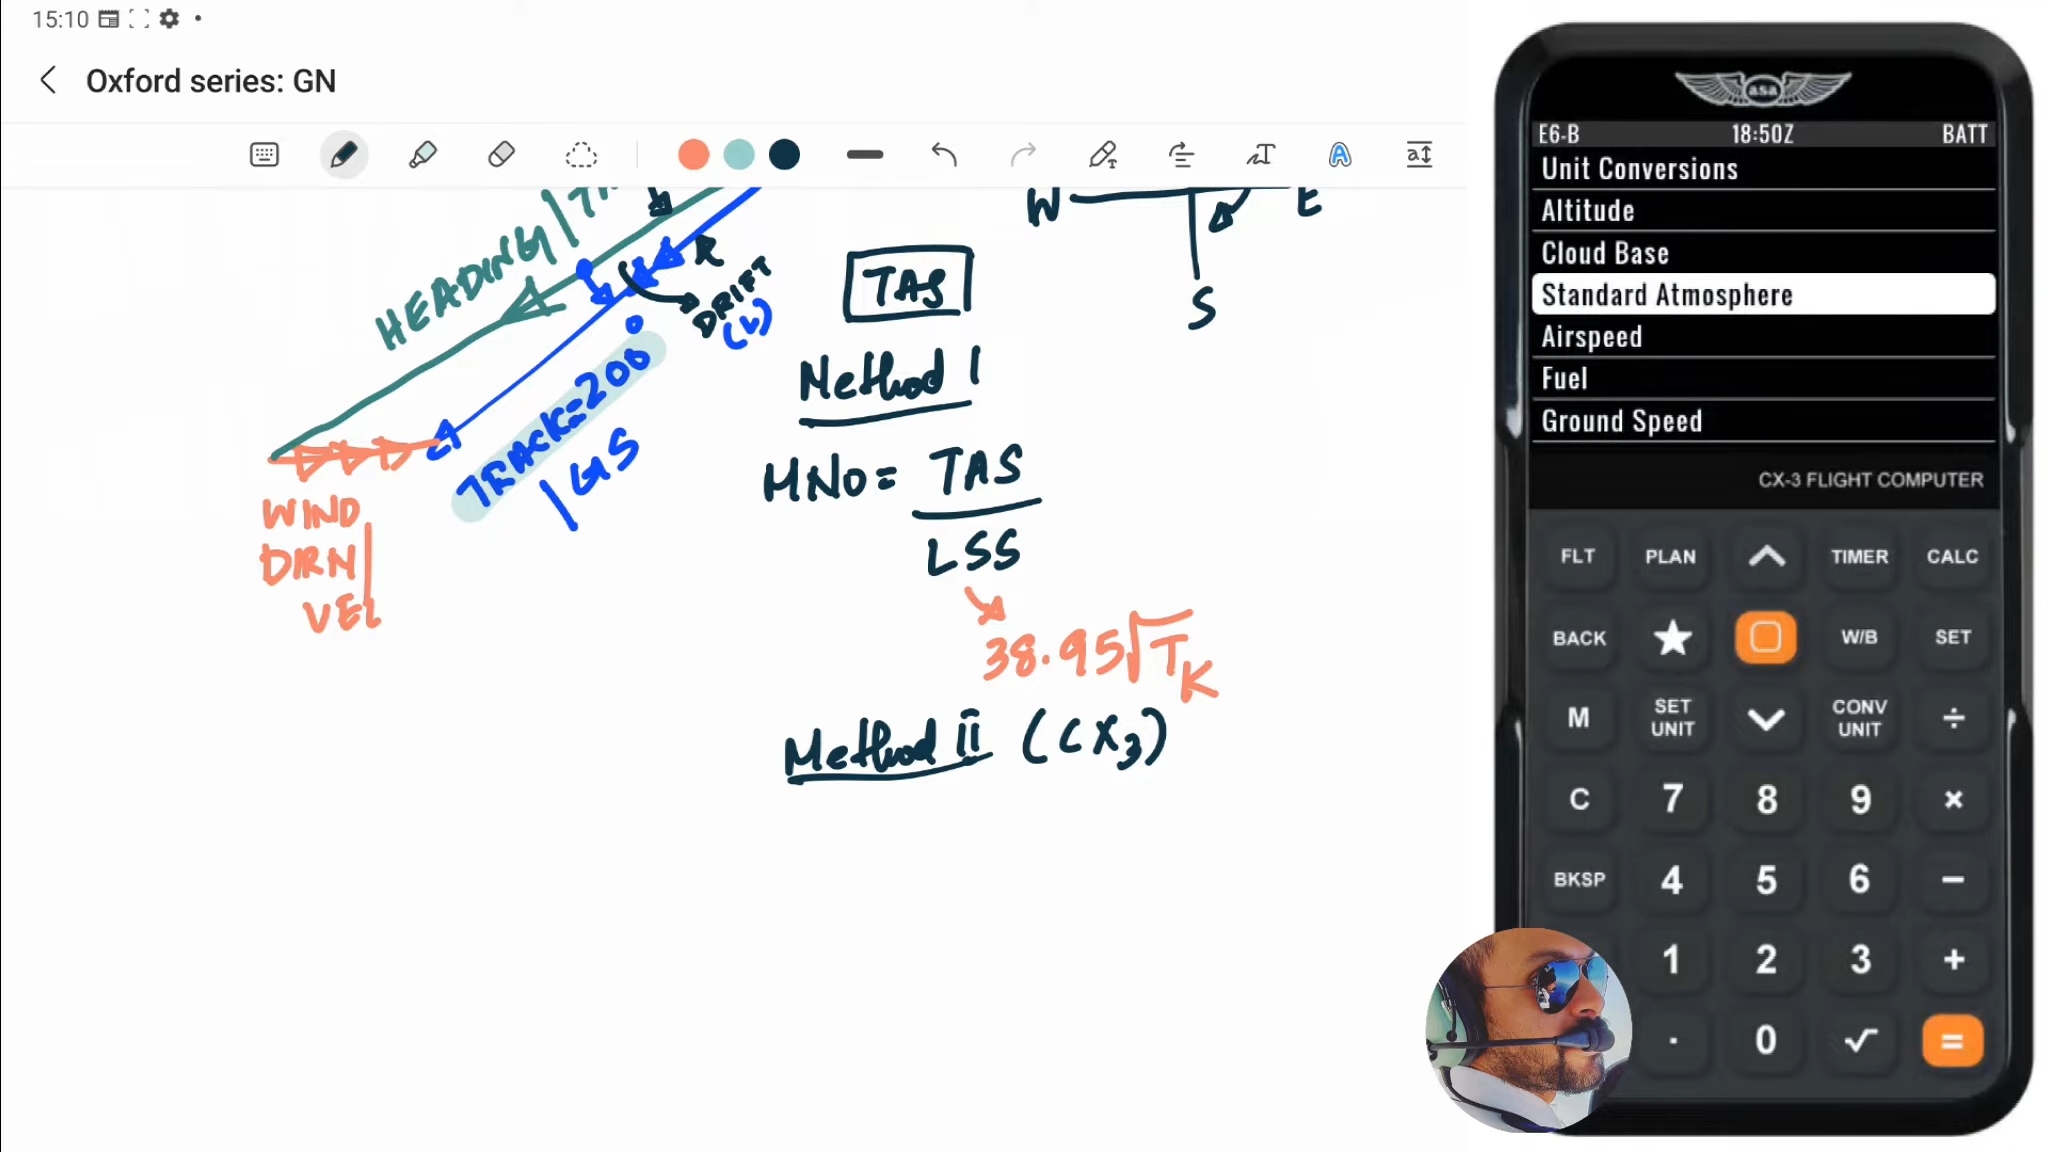 15:10
Oxford series: GN
HEADING/
R
DRIFT
(L)
TRACK=200°
/GS
WIND
DIRN/
VEL
W
E
S
TAS
Method I
MNO = TAS
LSS
38.95√T K
Method II (CX3)
asa
E6-B 18:50Z BATT
Unit Conversions
Altitude
Cloud Base
Standard Atmosphere
Airspeed
Fuel
Ground Speed
CX-3 FLIGHT COMPUTER
FLT PLAN TIMER CALC
BACK W/B SET
M SET UNIT CONV UNIT ÷
C 7 8 9 ×
BKSP 4 5 6 −
1 2 3 +
. 0 =